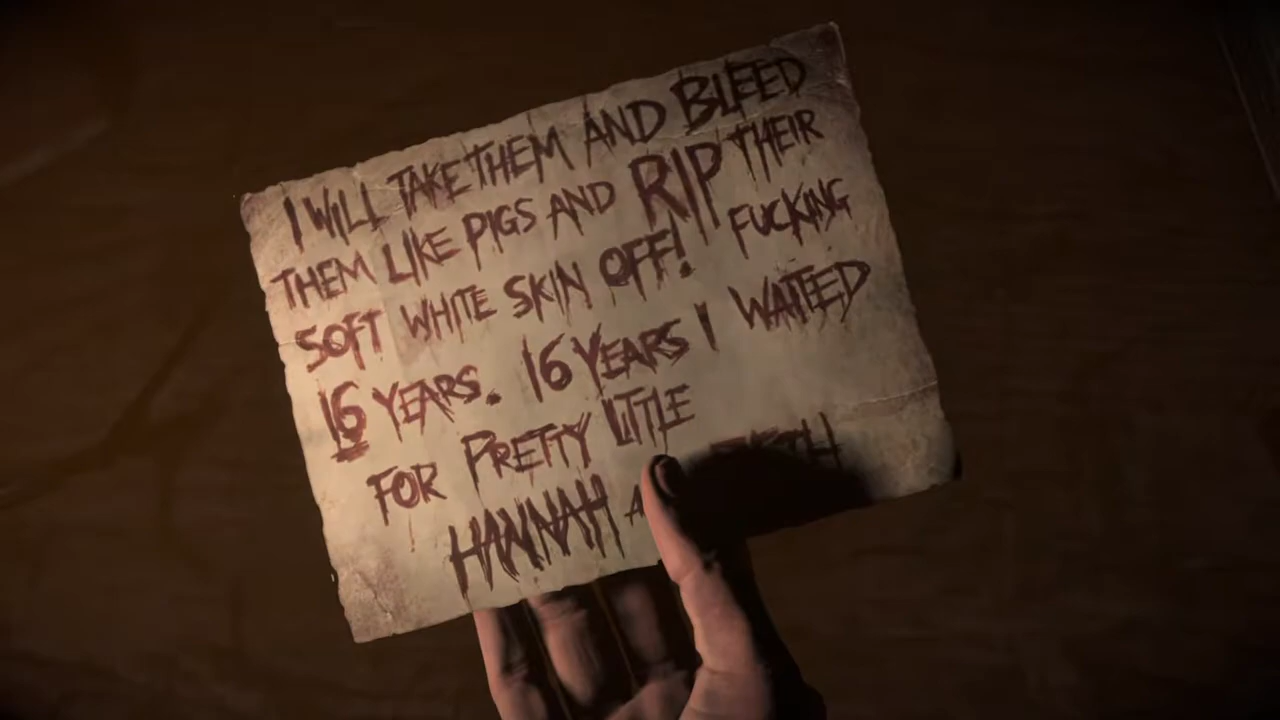 I WILL TAKE THEM AND BLEED
THEM LIKE PIGS AND RIP THEIR
SOFT WHITE SKIN OFF! FUCKING
16 YEARS. 16 YEARS I WAITED
FOR PRETTY LITTLE
HANNAH